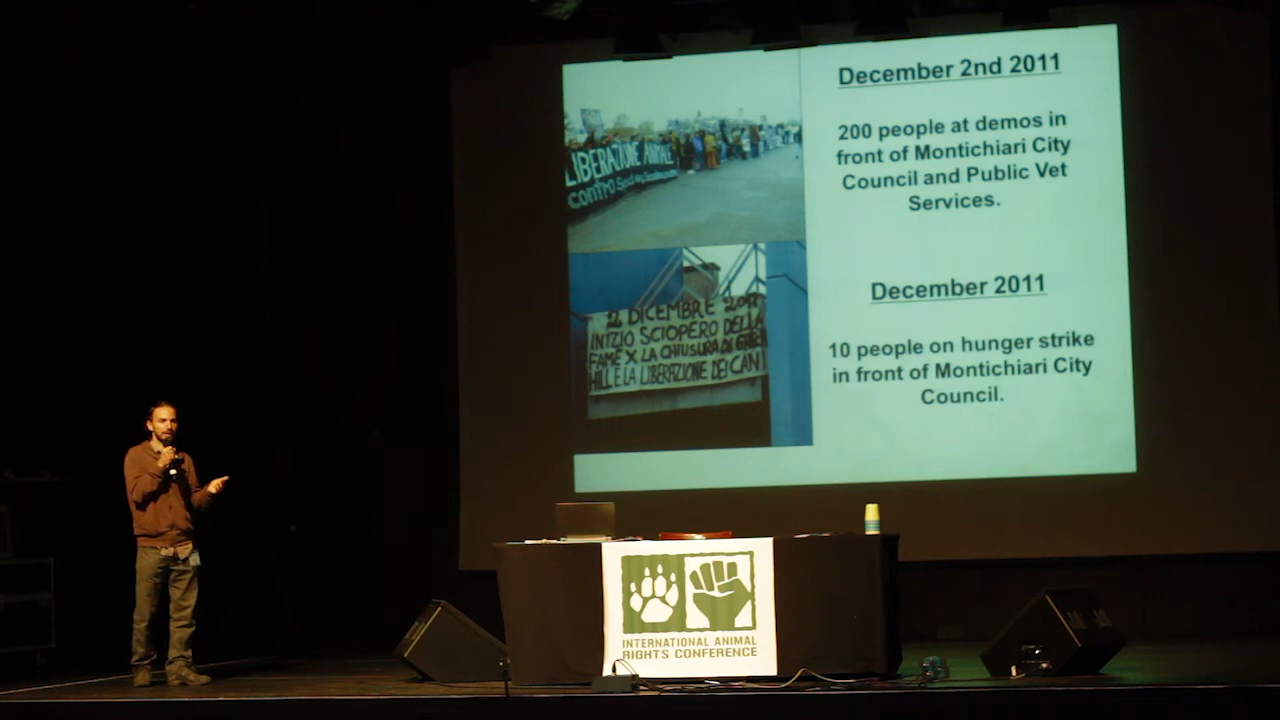 December 2nd 2011
200 people at demos in
front of Montichiari City
Council and Public Vet
Services.
December 2011
10 people on hunger strike
in front of Montichiari City
Council.
LIBERAZIONE ANIMALE
CONTRO
2 DICEMBRE
INIZIO SCIOPERO DELLA
FAME X LA CHIUSURA DI GREEN
HILL E LA LIBERAZIONE DEI CANI
INTERNATIONAL ANIMAL
RIGHTS CONFERENCE